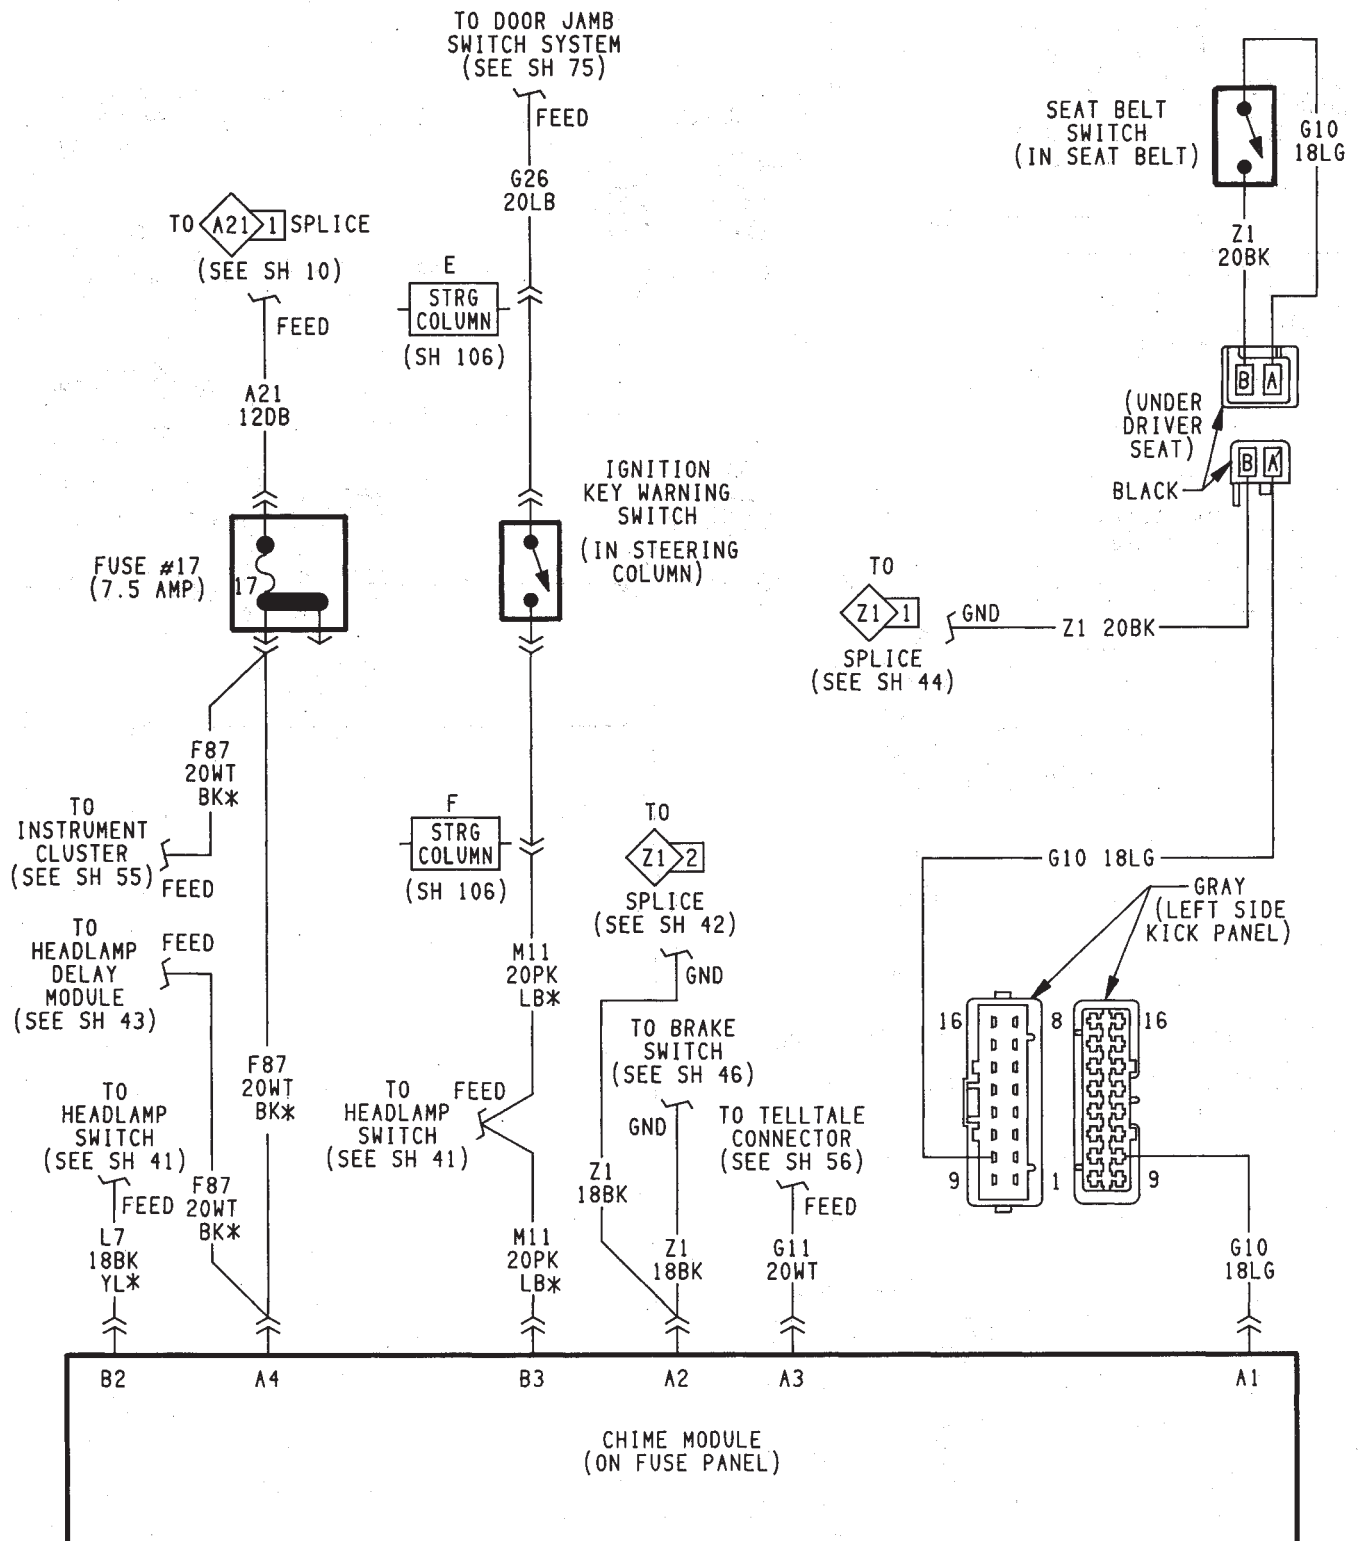 TO DOOR JAMB
SWITCH SYSTEM
(SEE SH 75)
FEED
G26
20LB
SEAT BELT
SWITCH
(IN SEAT BELT)
G10
18LG
Z1
20BK
TO A21 1 SPLICE
(SEE SH 10)
FEED
A21
12DB
E
STRG
COLUMN
(SH 106)
B A
(UNDER
DRIVER
SEAT)
B A
BLACK
IGNITION
KEY WARNING
SWITCH
(IN STEERING
COLUMN)
FUSE #17
(7.5 AMP)
17
TO
Z1 1
GND
SPLICE
(SEE SH 44)
Z1 20BK
F87
20WT
BK*
TO
INSTRUMENT
CLUSTER
(SEE SH 55)
FEED
F
STRG
COLUMN
(SH 106)
TO
Z1 2
SPLICE
(SEE SH 42)
GND
G10 18LG
GRAY
(LEFT SIDE
KICK PANEL)
TO
HEADLAMP
DELAY
MODULE
(SEE SH 43)
FEED
M11
20PK
LB*
16 8 16
9 1 9
TO BRAKE
SWITCH
(SEE SH 46)
GND
F87
20WT
BK*
TO
HEADLAMP
SWITCH
(SEE SH 41)
FEED
TO
HEADLAMP
SWITCH
(SEE SH 41)
FEED
TO TELLTALE
CONNECTOR
(SEE SH 56)
FEED
F87
20WT
BK*
Z1
18BK
L7
18BK
YL*
M11
20PK
LB*
Z1
18BK
G11
20WT
G10
18LG
B2 A4 B3 A2 A3 A1
CHIME MODULE
(ON FUSE PANEL)